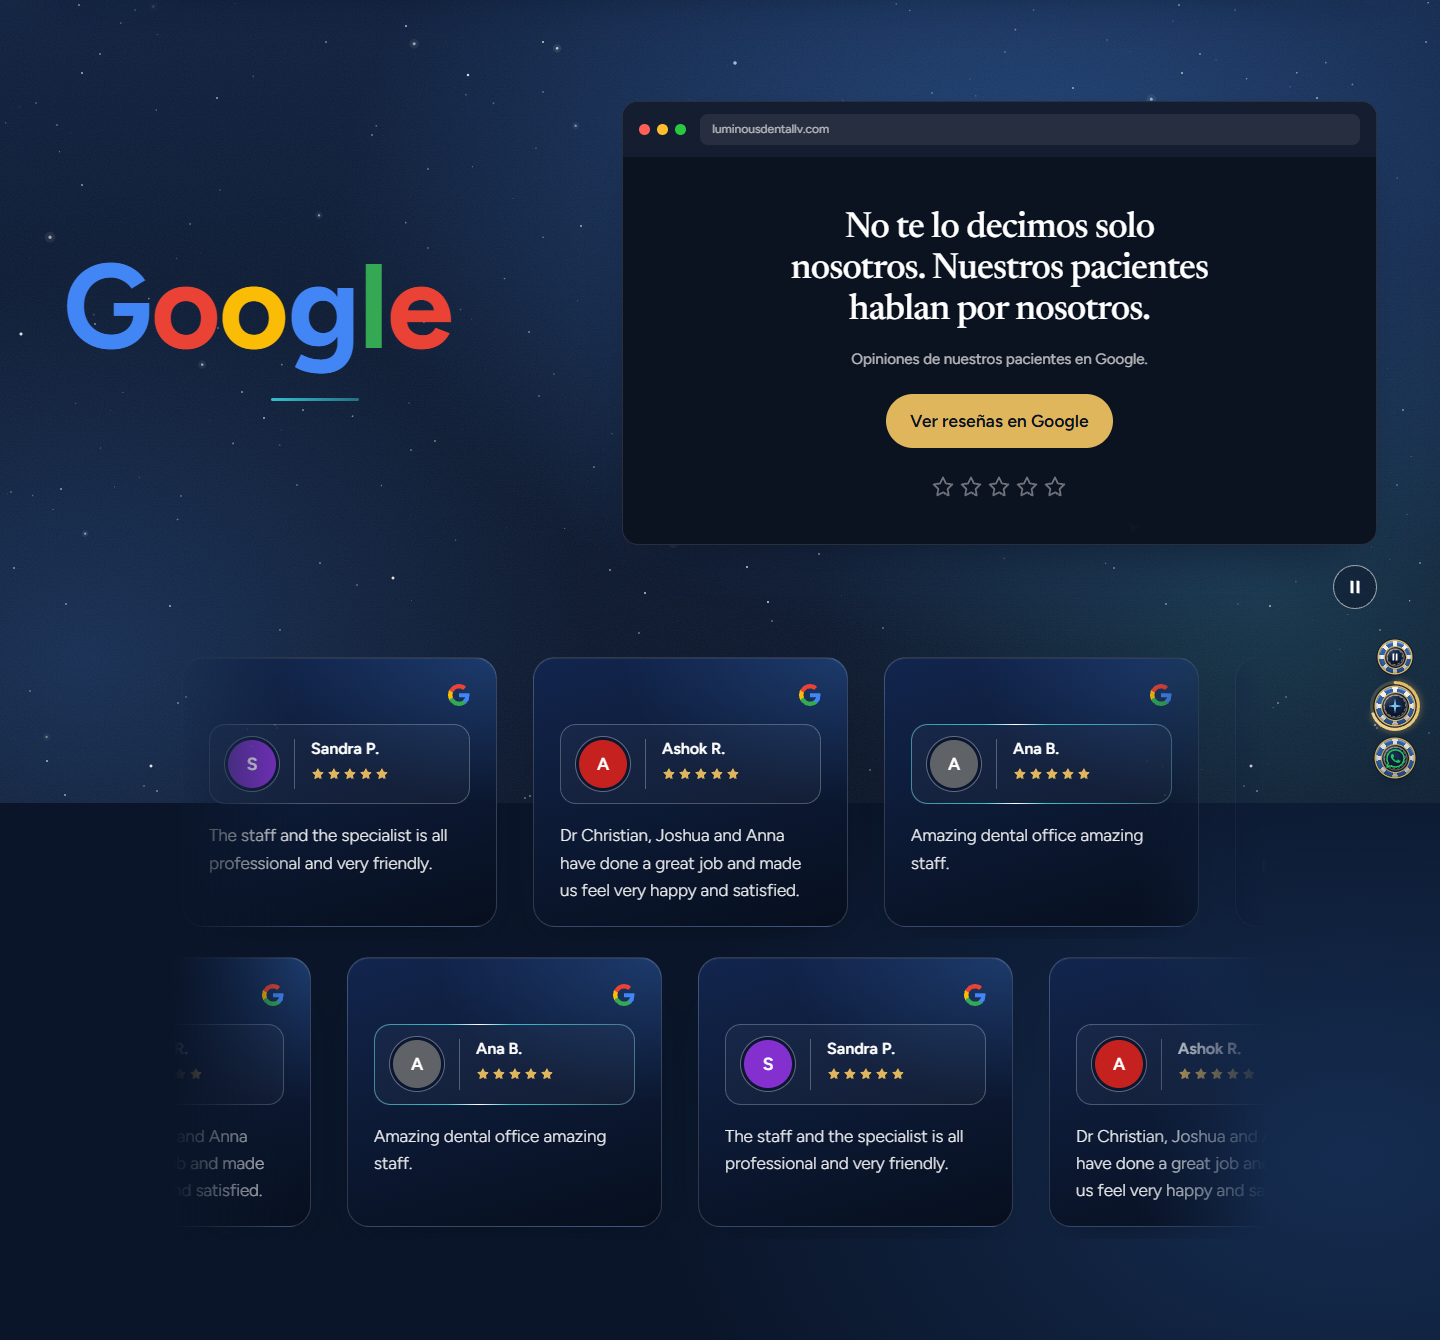 luminousdentallv.com
Google
No te lo decimos solo
nosotros. Nuestros pacientes
hablan por nosotros.
Opiniones de nuestros pacientes en Google.
Ver reseñas en Google
G
S
Sandra P.
The staff and the specialist is all
professional and very friendly.
G
A
Ashok R.
Dr Christian, Joshua and Anna
have done a great job and made
us feel very happy and satisfied.
G
A
Ana B.
Amazing dental office amazing
staff.
G
R.
and Anna
and made
satisfied.
G
A
Ana B.
Amazing dental office amazing
staff.
G
S
Sandra P.
The staff and the specialist is all
professional and very friendly.
A
Ashok R.
Dr Christian, Joshua and
have done a great job
us feel very happy and